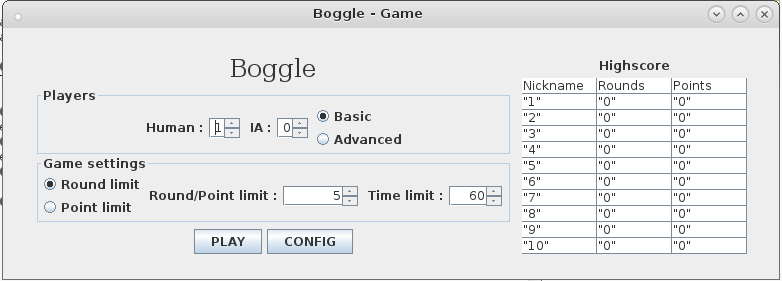 Boggle - Game
Boggle
Players
Human : 1 IA : 0 Basic
Advanced
Game settings
Round limit
Point limit
Round/Point limit : 5 Time limit : 60
PLAY CONFIG
Highscore
Nickname Rounds Points
"1" "0" "0"
"2" "0" "0"
"3" "0" "0"
"4" "0" "0"
"5" "0" "0"
"6" "0" "0"
"7" "0" "0"
"8" "0" "0"
"9" "0" "0"
"10" "0" "0"